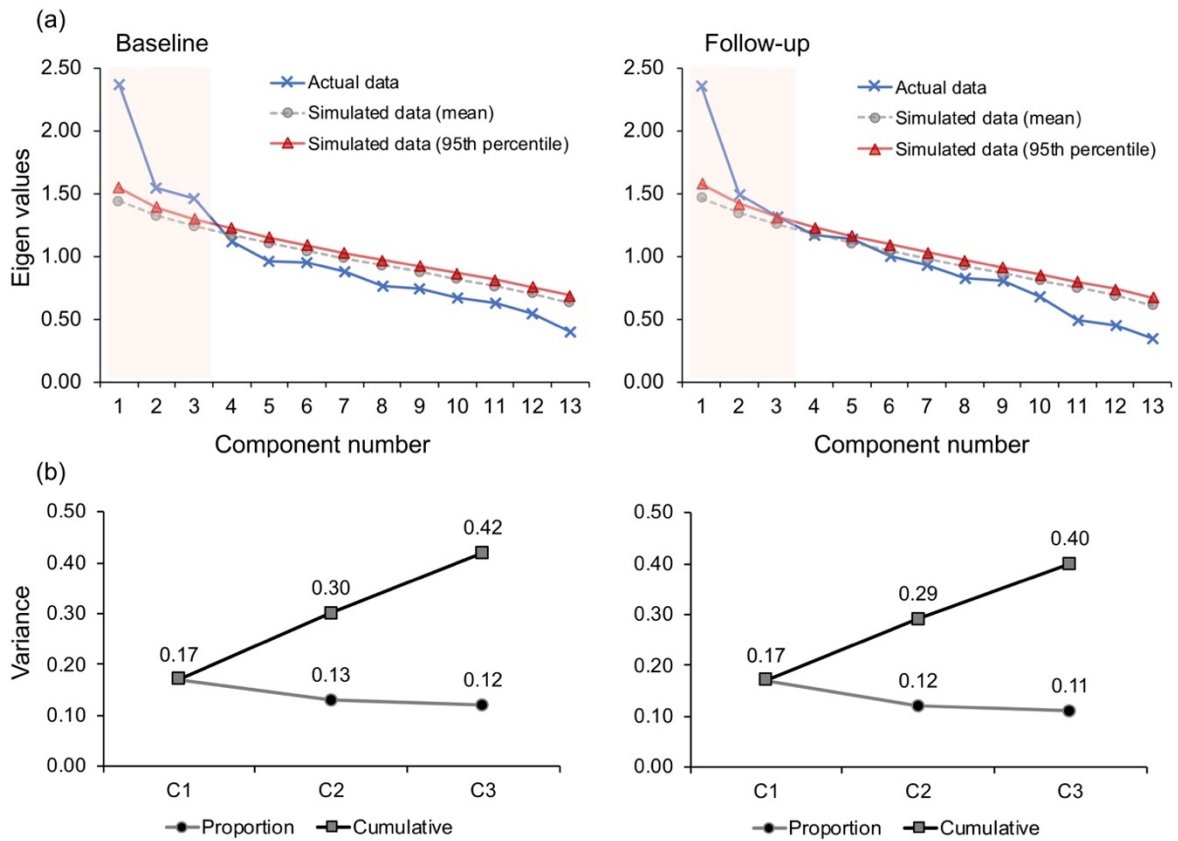 (a)
Baseline
2.50
2.00
1.50
1.00
0.50
0.00
Eigen values
Actual data
Simulated data (mean)
Simulated data (95th percentile)
1 2 3 4 5 6 7 8 9 10 11 12 13
Component number
Follow-up
2.50
2.00
1.50
1.00
0.50
0.00
Actual data
Simulated data (mean)
Simulated data (95th percentile)
1 2 3 4 5 6 7 8 9 10 11 12 13
Component number
(b)
0.50
0.40
0.30
0.20
0.10
0.00
Variance
0.42
0.30
0.17
0.13
0.12
C1 C2 C3
Proportion Cumulative
0.50
0.40
0.30
0.20
0.10
0.00
0.40
0.29
0.17
0.12
0.11
C1 C2 C3
Proportion Cumulative